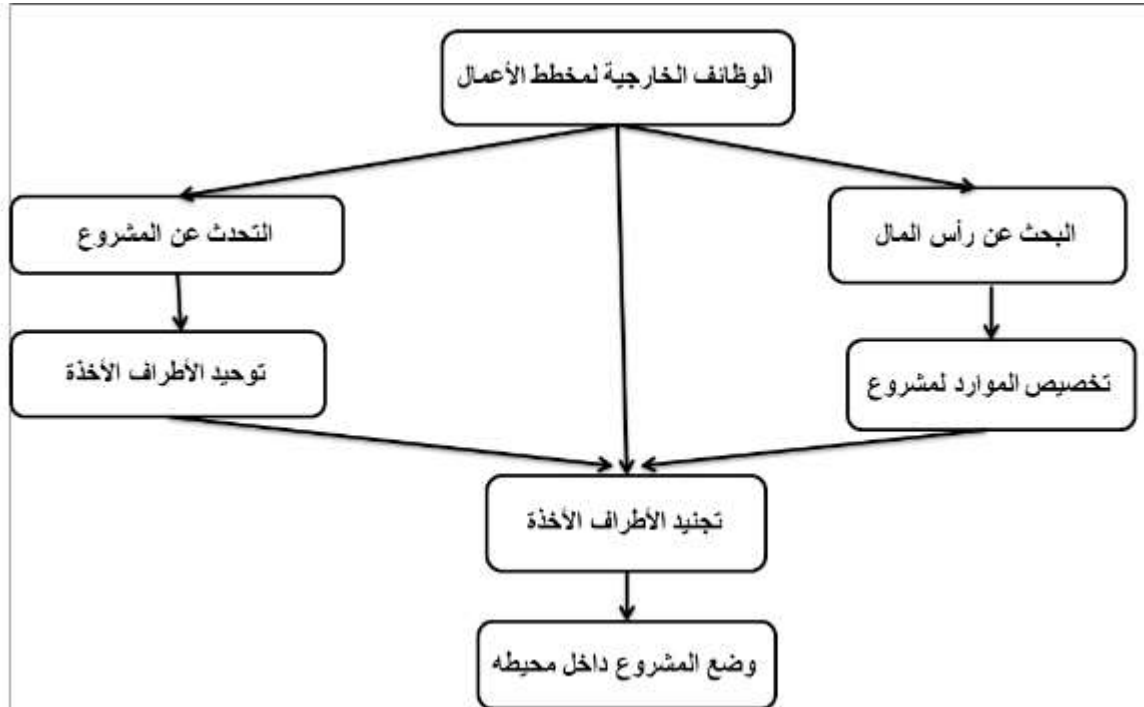 الوظائف الخارجية لمخطط الأعمال
البحث عن رأس المال
التحدث عن المشروع
تخصيص الموارد لمشروع
توحيد الأطراف الأخذة
تجنيد الأطراف الأخذة
وضع المشروع داخل محيطه